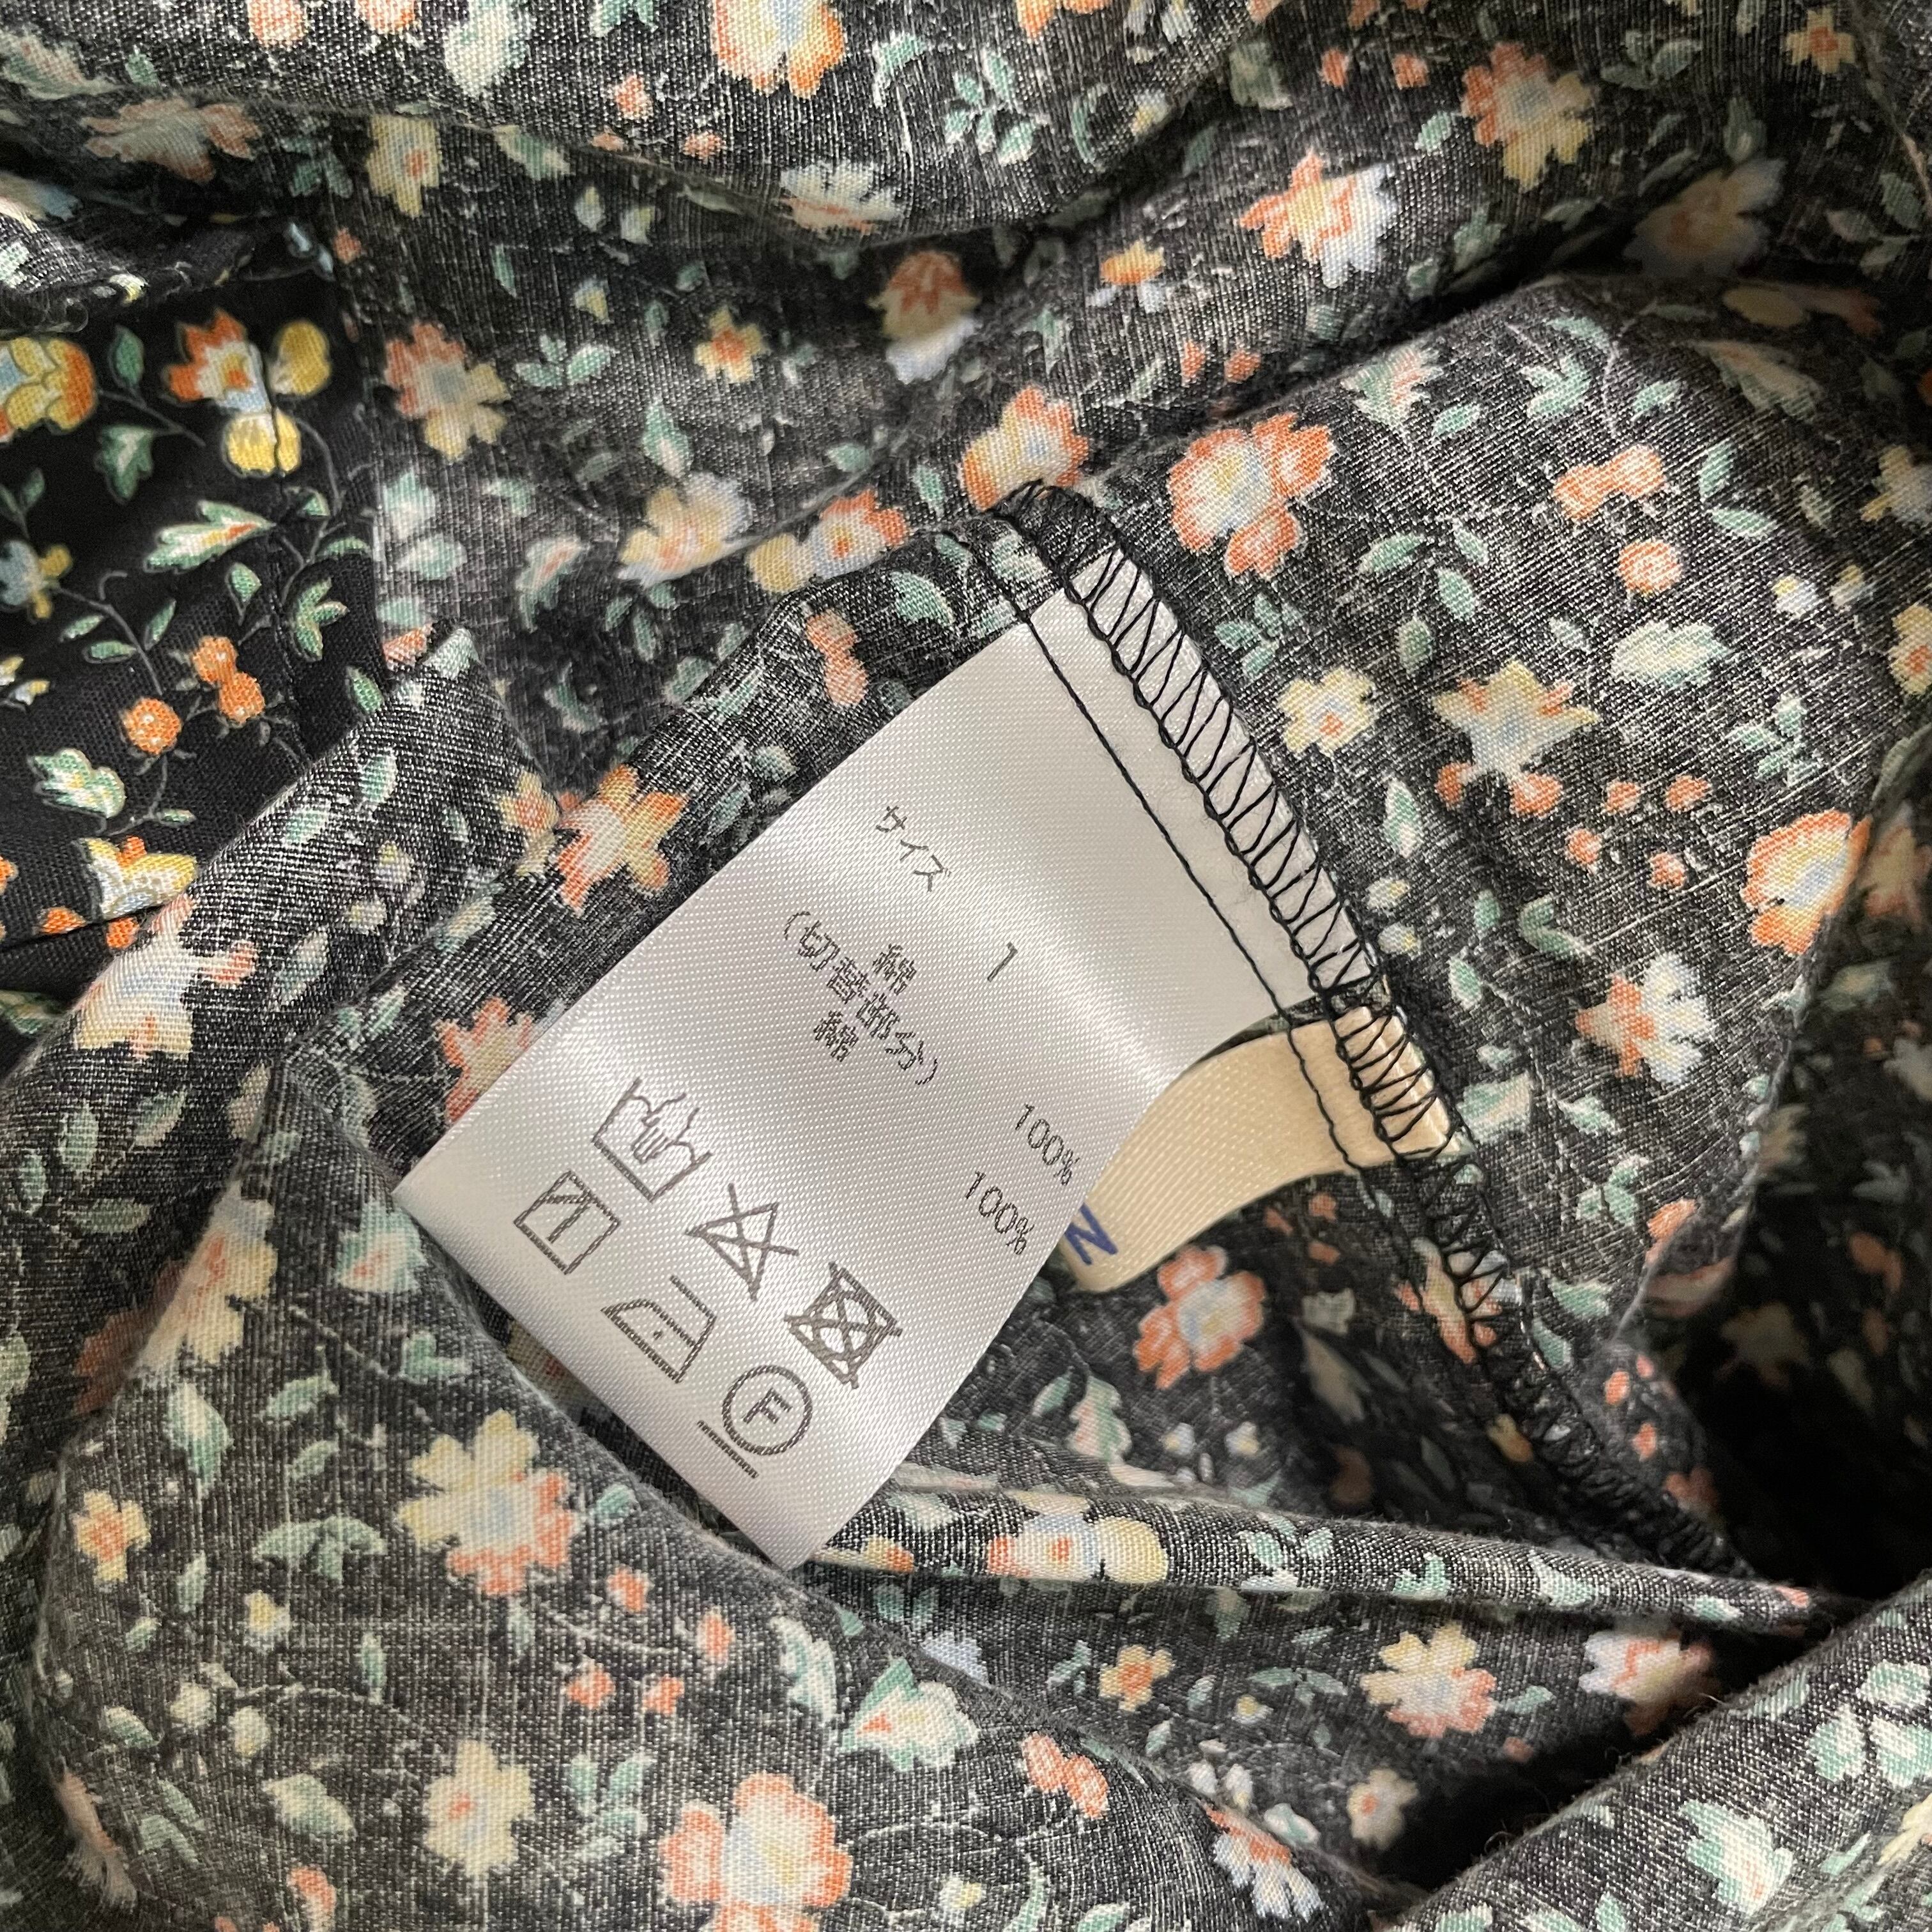 サイズ 1
綿 100%
(切替部分)
綿 100%
F
N